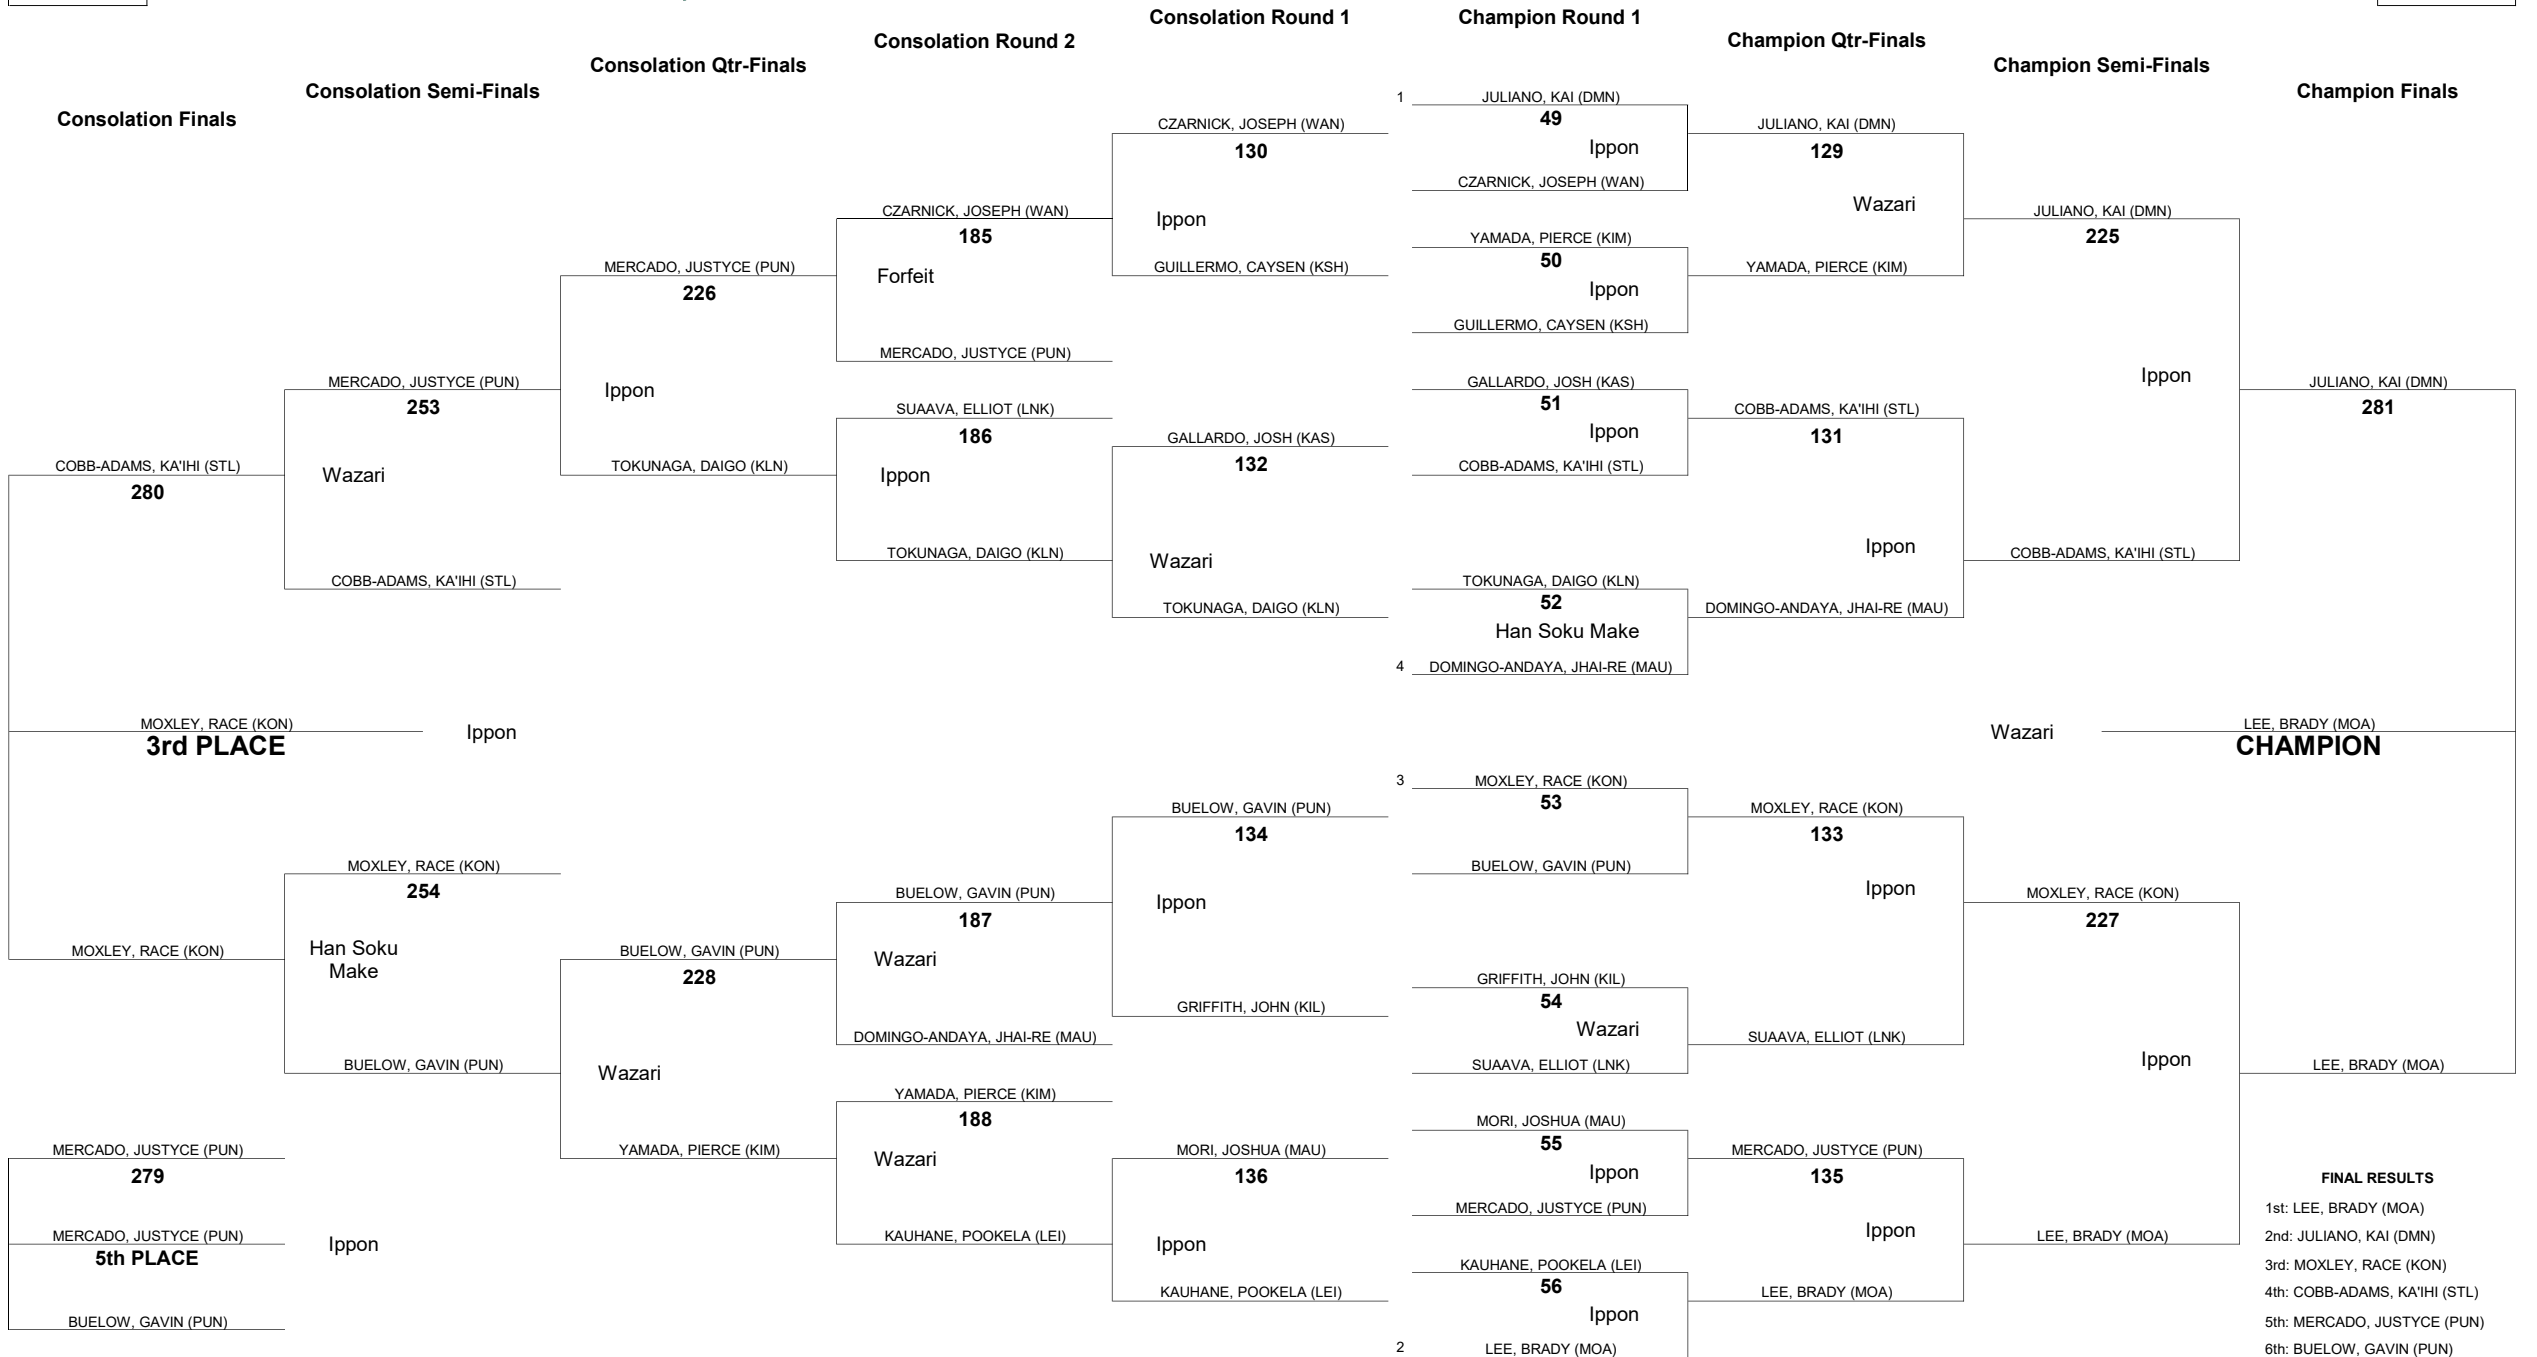 Consolation Round 1
Champion Round 1
Consolation Round 2
Champion Qtr-Finals
Consolation Qtr-Finals
Champion Semi-Finals
Consolation Semi-Finals
Champion Finals
Consolation Finals
1 JULIANO, KAI (DMN)
49
Ippon
CZARNICK, JOSEPH (WAN)
YAMADA, PIERCE (KIM)
50
Ippon
GUILLERMO, CAYSEN (KSH)
GALLARDO, JOSH (KAS)
51
Ippon
COBB-ADAMS, KA'IHI (STL)
TOKUNAGA, DAIGO (KLN)
52
Han Soku Make
4 DOMINGO-ANDAYA, JHAI-RE (MAU)
3 MOXLEY, RACE (KON)
53
BUELOW, GAVIN (PUN)
GRIFFITH, JOHN (KIL)
54
Wazari
SUAAVA, ELLIOT (LNK)
MORI, JOSHUA (MAU)
55
Ippon
MERCADO, JUSTYCE (PUN)
KAUHANE, POOKELA (LEI)
56
Ippon
2 LEE, BRADY (MOA)
JULIANO, KAI (DMN)
129
Wazari
YAMADA, PIERCE (KIM)
COBB-ADAMS, KA'IHI (STL)
131
Ippon
DOMINGO-ANDAYA, JHAI-RE (MAU)
MOXLEY, RACE (KON)
133
Ippon
SUAAVA, ELLIOT (LNK)
MERCADO, JUSTYCE (PUN)
135
Ippon
LEE, BRADY (MOA)
JULIANO, KAI (DMN)
225
Ippon
COBB-ADAMS, KA'IHI (STL)
MOXLEY, RACE (KON)
227
Ippon
LEE, BRADY (MOA)
JULIANO, KAI (DMN)
281
Wazari
LEE, BRADY (MOA)
CHAMPION
LEE, BRADY (MOA)
CZARNICK, JOSEPH (WAN)
130
Ippon
GUILLERMO, CAYSEN (KSH)
GALLARDO, JOSH (KAS)
132
Wazari
TOKUNAGA, DAIGO (KLN)
BUELOW, GAVIN (PUN)
134
Ippon
GRIFFITH, JOHN (KIL)
MORI, JOSHUA (MAU)
136
Ippon
KAUHANE, POOKELA (LEI)
CZARNICK, JOSEPH (WAN)
185
Forfeit
MERCADO, JUSTYCE (PUN)
SUAAVA, ELLIOT (LNK)
186
Ippon
TOKUNAGA, DAIGO (KLN)
BUELOW, GAVIN (PUN)
187
Wazari
DOMINGO-ANDAYA, JHAI-RE (MAU)
YAMADA, PIERCE (KIM)
188
Wazari
KAUHANE, POOKELA (LEI)
MERCADO, JUSTYCE (PUN)
226
Ippon
TOKUNAGA, DAIGO (KLN)
BUELOW, GAVIN (PUN)
228
Wazari
YAMADA, PIERCE (KIM)
MERCADO, JUSTYCE (PUN)
253
Wazari
COBB-ADAMS, KA'IHI (STL)
MOXLEY, RACE (KON)
254
Han Soku
Make
BUELOW, GAVIN (PUN)
COBB-ADAMS, KA'IHI (STL)
280
MOXLEY, RACE (KON)
3rd PLACE
Ippon
MOXLEY, RACE (KON)
MERCADO, JUSTYCE (PUN)
279
MERCADO, JUSTYCE (PUN)
5th PLACE
Ippon
BUELOW, GAVIN (PUN)
FINAL RESULTS
1st: LEE, BRADY (MOA)
2nd: JULIANO, KAI (DMN)
3rd: MOXLEY, RACE (KON)
4th: COBB-ADAMS, KA'IHI (STL)
5th: MERCADO, JUSTYCE (PUN)
6th: BUELOW, GAVIN (PUN)